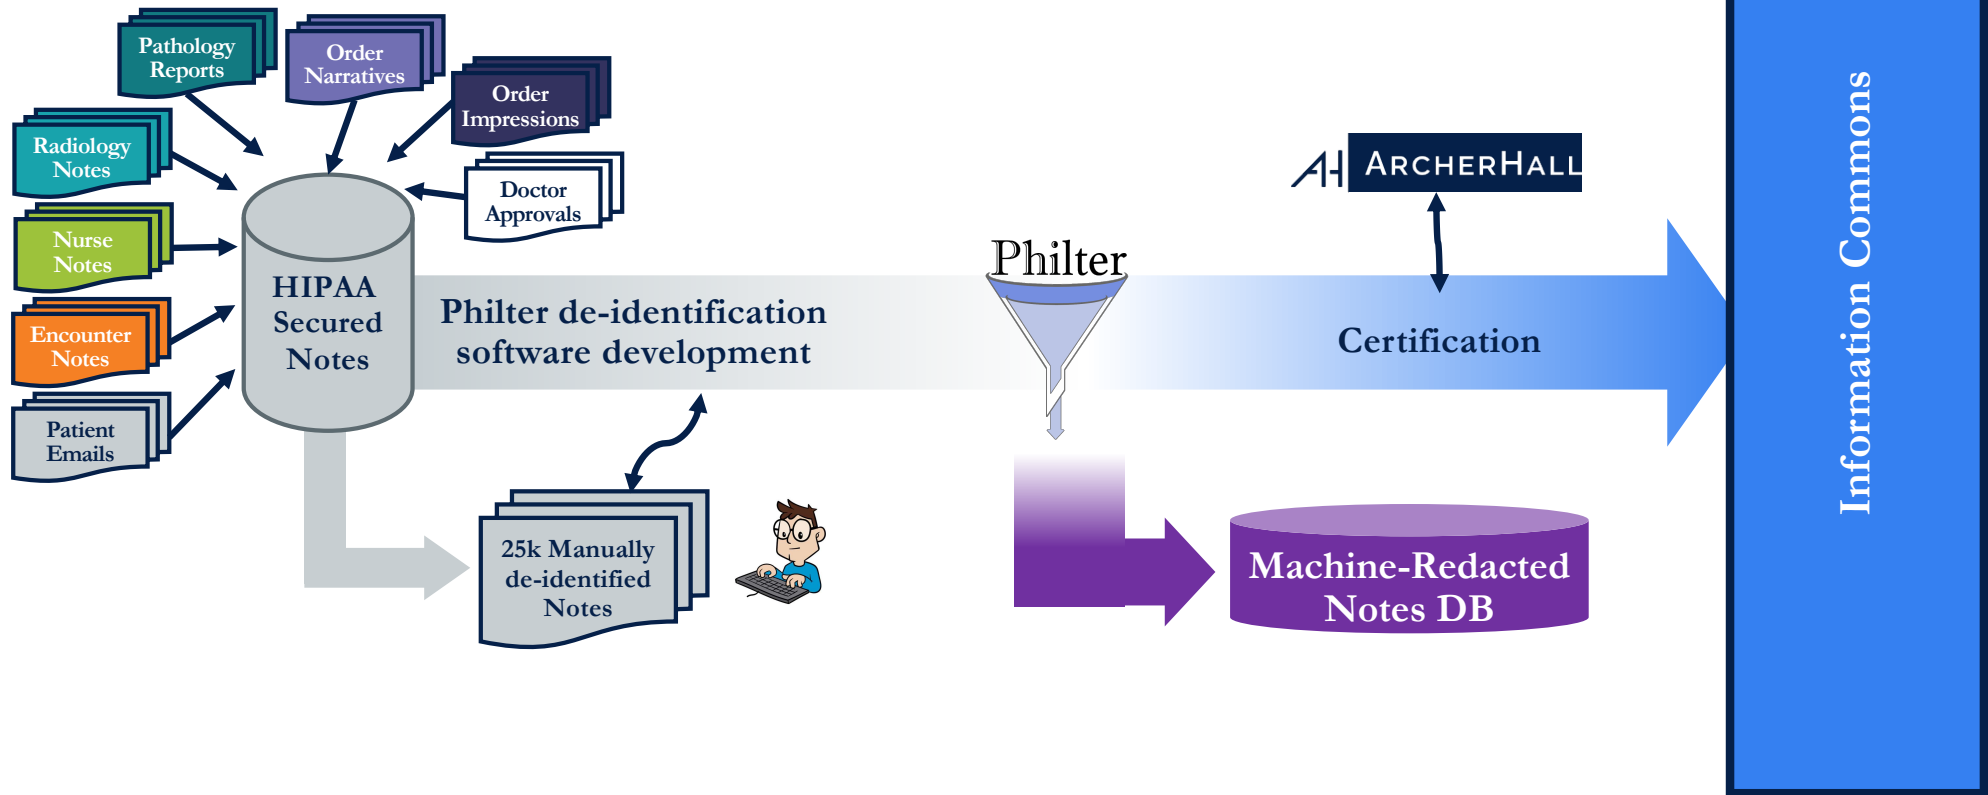 Pathology
Reports
Order
Narratives
Order
Impressions
Radiology
Notes
Doctor
Approvals
Nurse
Notes
Encounter
Notes
Patient
Emails
HIPAA
Secured
Notes
Philter de-identification
software development
Philter
AH ARCHERHALL
Certification
Information Commons
25k Manually
de-identified
Notes
Machine-Redacted
Notes DB